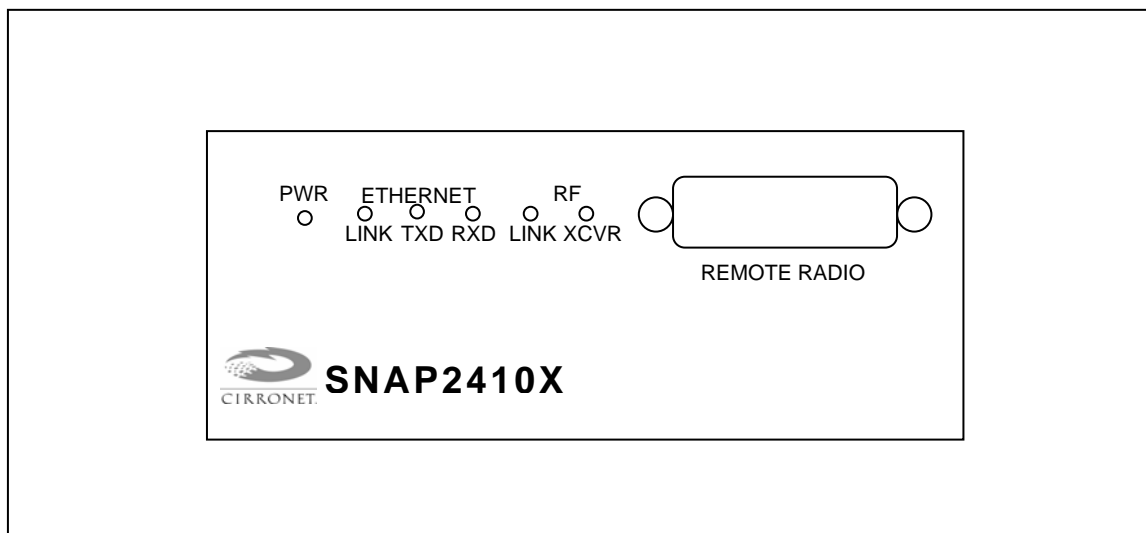 PWR ETHERNET RF
LINK TXD RXD LINK XCVR
REMOTE RADIO
CIRRONET.
SNAP2410X